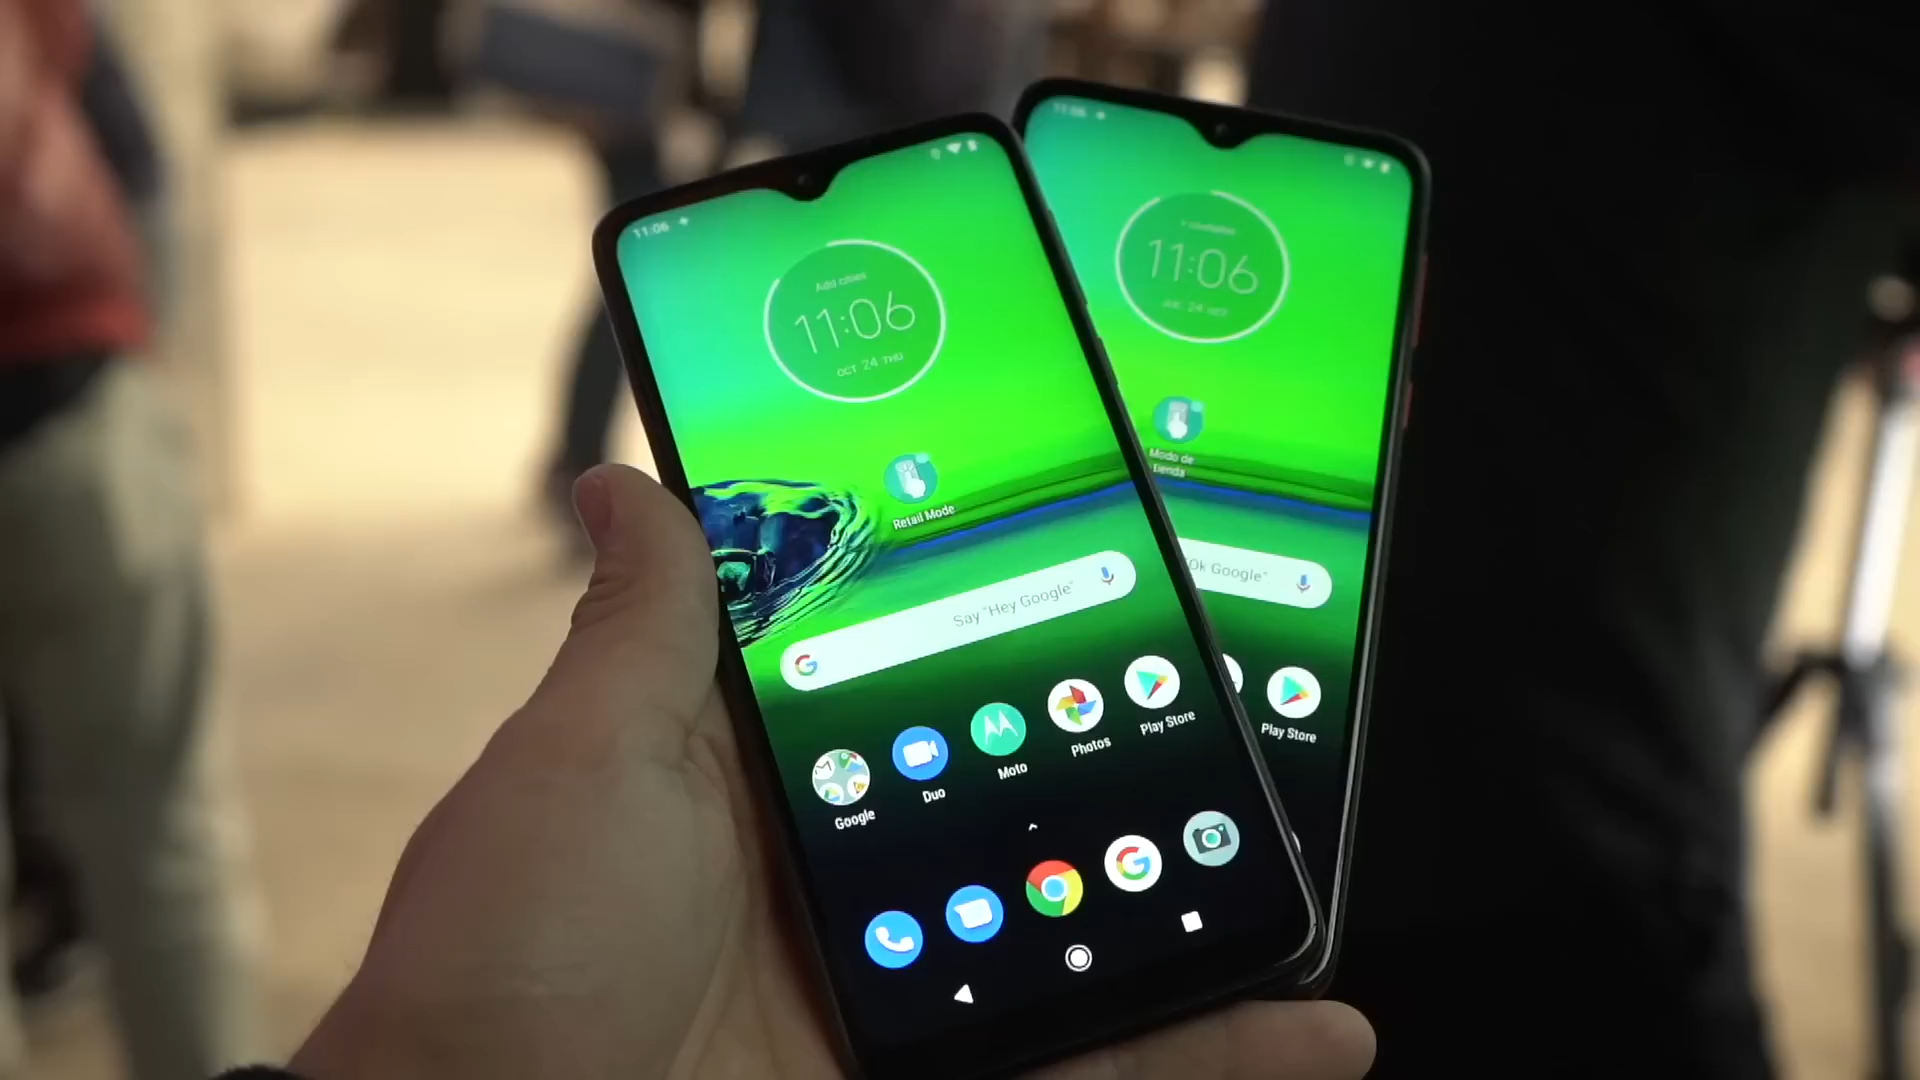 11:06
Add cities
11:06
OCT 24 THU
Retail Mode
Say "Hey Google"
Google
Duo
Moto
Photos
Play Store
11:06
11:06
Modo de
tienda
Ok Google"
Play Store